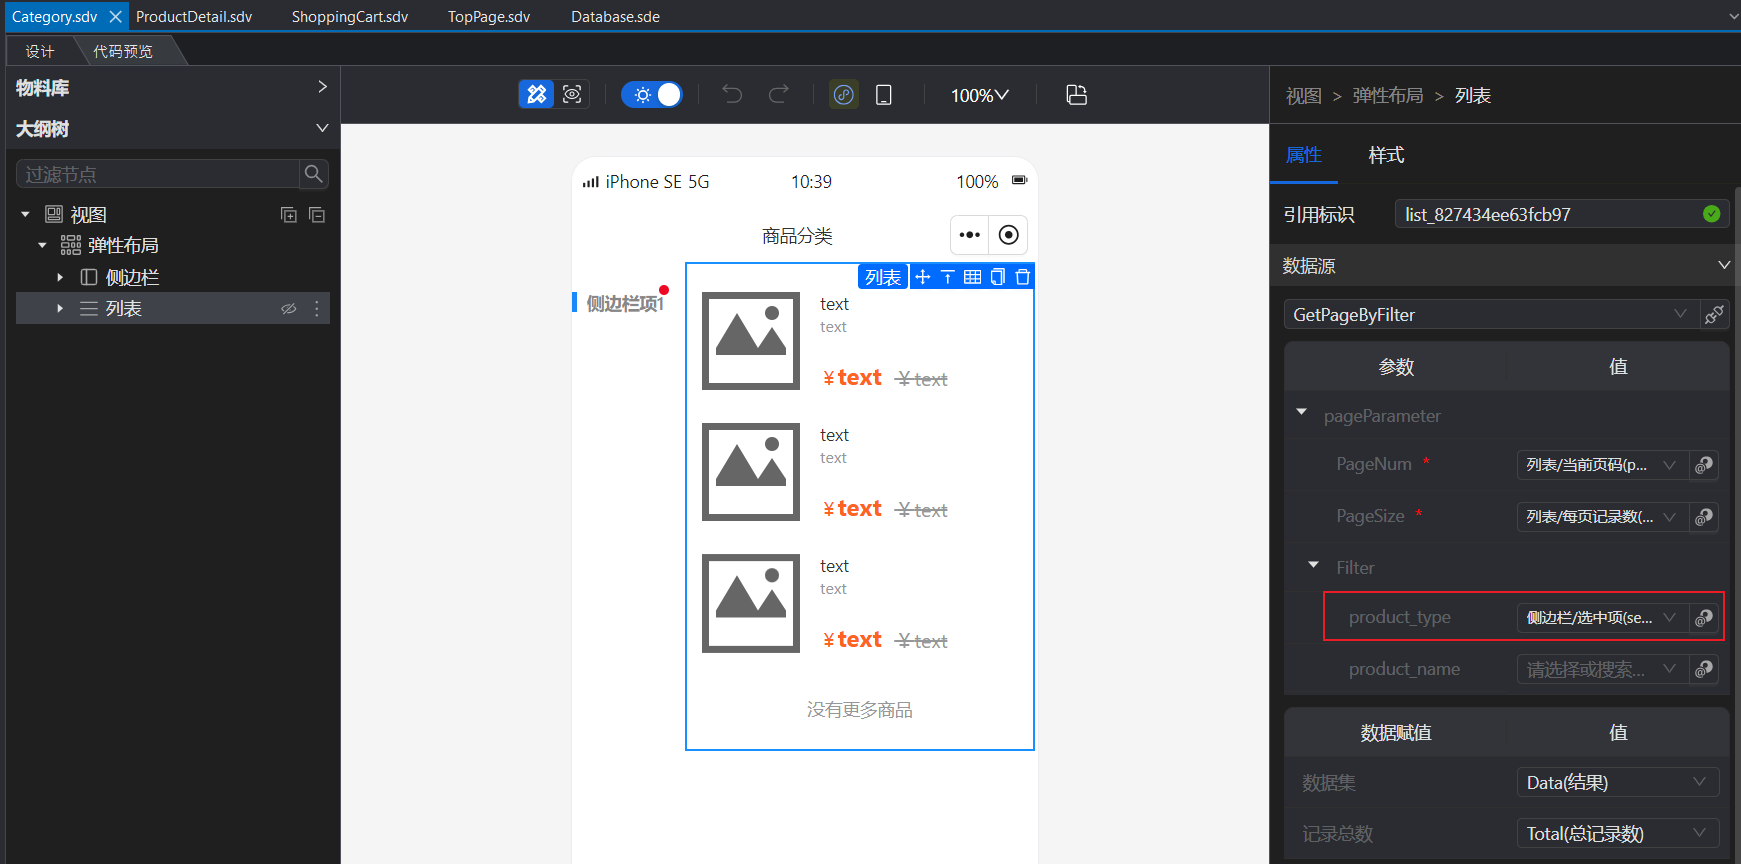 Category.sdv ProductDetail.sdv ShoppingCart.sdv TopPage.sdv Database.sde
设计 代码预览
物料库
大纲树
过滤节点
视图
弹性布局
侧边栏
列表
100%
iPhone SE 5G 10:39 100%
商品分类
列表
侧边栏项1
text
text
¥text ¥text
text
text
¥text ¥text
text
text
¥text ¥text
没有更多商品
视图 > 弹性布局 > 列表
属性 样式
引用标识 list_827434ee63fcb97
数据源
GetPageByFilter
参数 值
pageParameter
PageNum * 列表/当前页码(p...
PageSize * 列表/每页记录数(...
Filter
product_type 侧边栏/选中项(se...
product_name 请选择或搜索...
数据赋值 值
数据集 Data(结果)
记录总数 Total(总记录数)